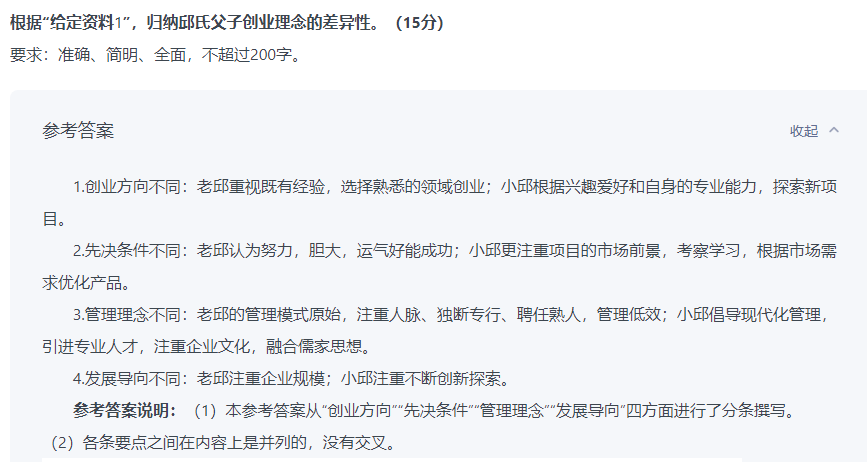 根据“给定资料1”，归纳邱氏父子创业理念的差异性。（15分）
要求：准确、简明、全面，不超过200字。
参考答案
收起
1.创业方向不同：老邱重视既有经验，选择熟悉的领域创业；小邱根据兴趣爱好和自身的专业能力，探索新项
目。
2.先决条件不同：老邱认为努力，胆大，运气好能成功；小邱更注重项目的市场前景，考察学习，根据市场需
求优化产品。
3.管理理念不同：老邱的管理模式原始，注重人脉、独断专行、聘任熟人，管理低效；小邱倡导现代化管理，
引进专业人才，注重企业文化，融合儒家思想。
4.发展导向不同：老邱注重企业规模；小邱注重不断创新探索。
参考答案说明：（1）本参考答案从“创业方向”“先决条件”“管理理念”“发展导向”四方面进行了分条撰写。
（2）各条要点之间在内容上是并列的，没有交叉。